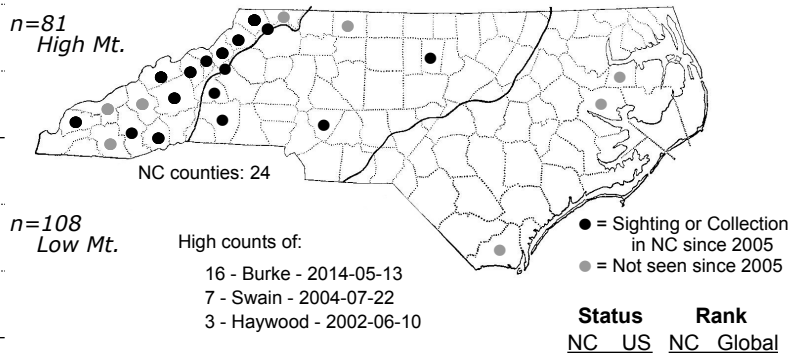 n=81
High Mt.
NC counties: 24
n=108
Low Mt.
High counts of:
16 - Burke - 2014-05-13
7 - Swain - 2004-07-22
3 - Haywood - 2002-06-10
● = Sighting or Collection
in NC since 2005
● = Not seen since 2005
Status Rank
NC US NC Global